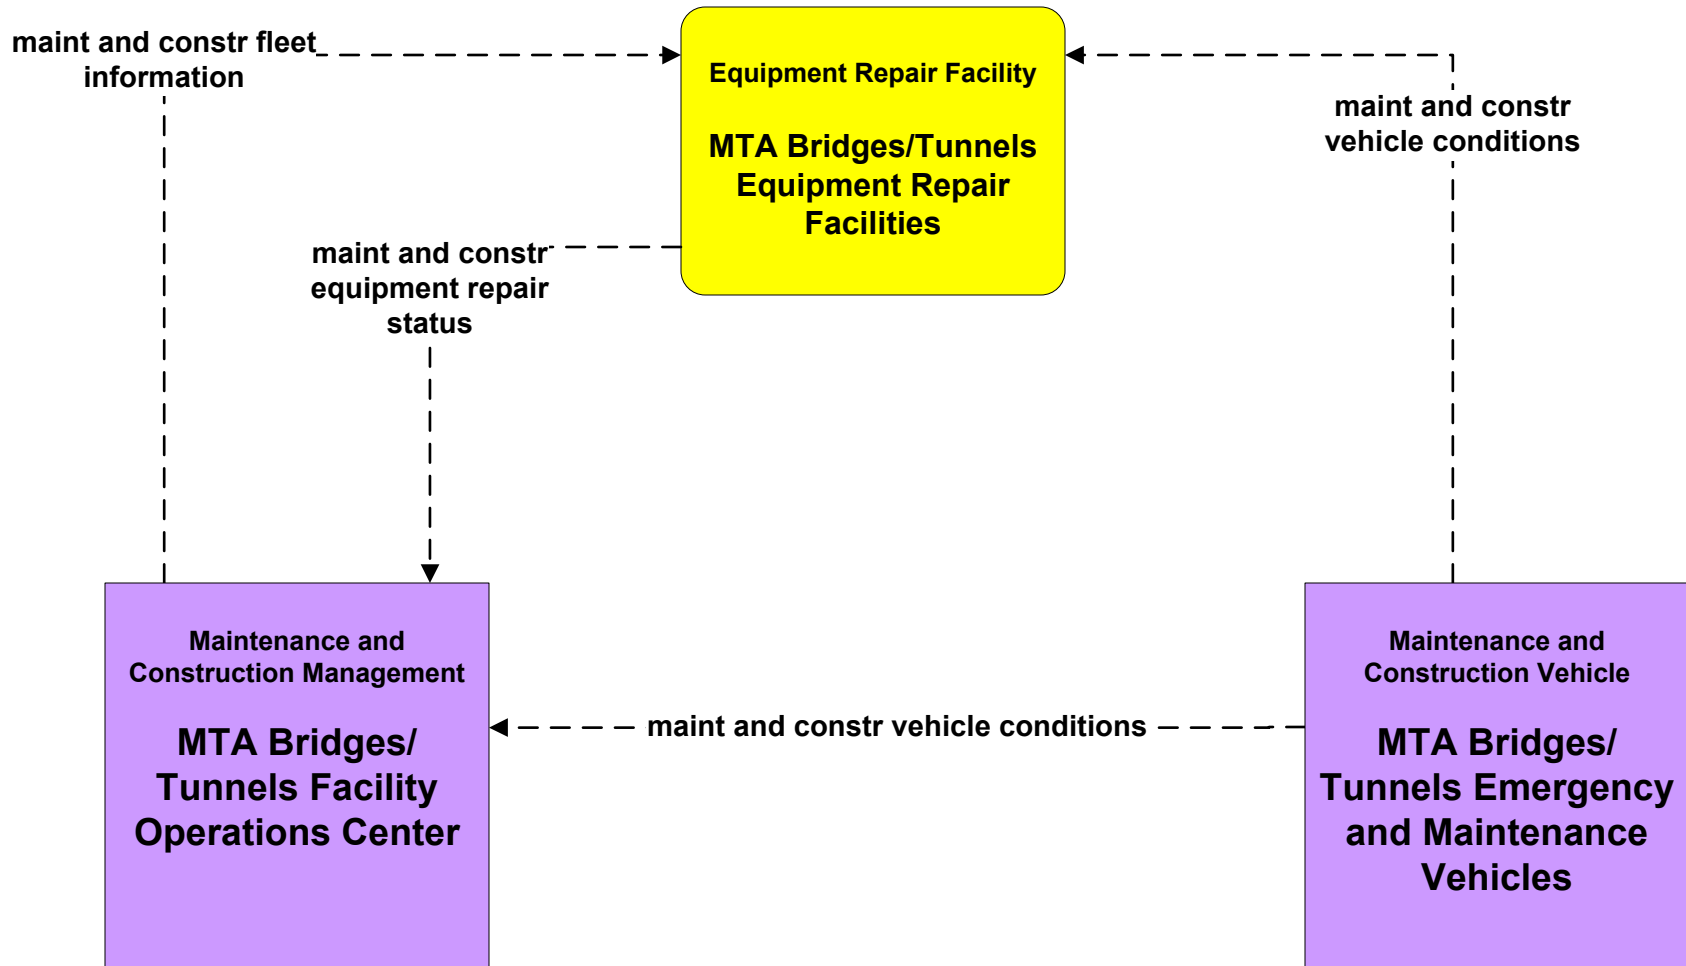 maint and constr fleet
information
Equipment Repair Facility
MTA Bridges/Tunnels
Equipment Repair
Facilities
maint and constr
vehicle conditions
maint and constr
equipment repair
status
Maintenance and
Construction Management
MTA Bridges/
Tunnels Facility
Operations Center
maint and constr vehicle conditions
Maintenance and
Construction Vehicle
MTA Bridges/
Tunnels Emergency
and Maintenance
Vehicles